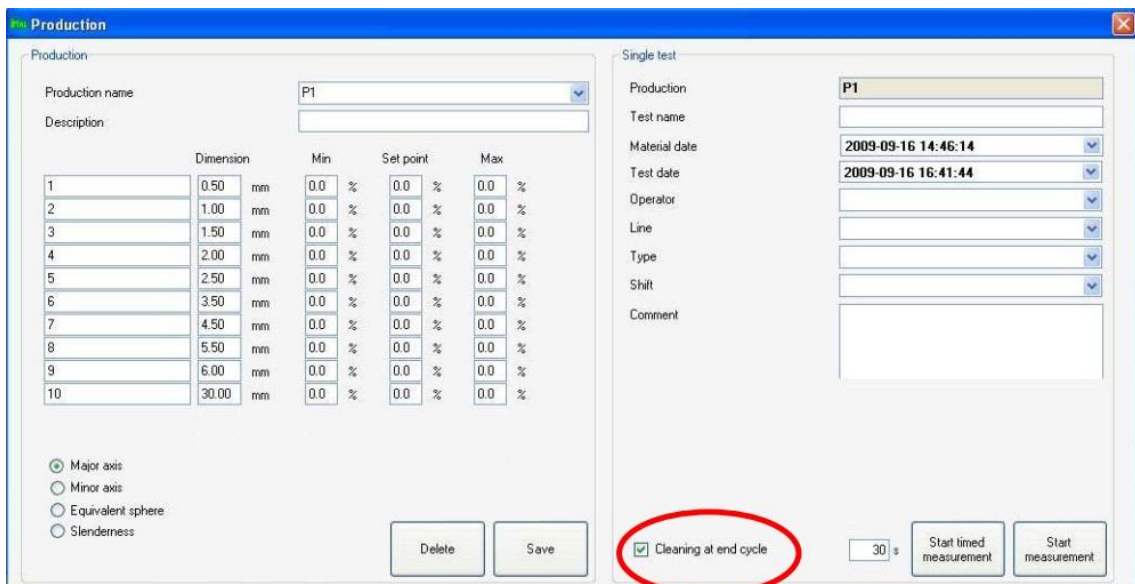 Production
Production
Production name P1
Description
Dimension Min Set point Max
1 0.50 mm 0.0 % 0.0 % 0.0 %
2 1.00 mm 0.0 % 0.0 % 0.0 %
3 1.50 mm 0.0 % 0.0 % 0.0 %
4 2.00 mm 0.0 % 0.0 % 0.0 %
5 2.50 mm 0.0 % 0.0 % 0.0 %
6 3.50 mm 0.0 % 0.0 % 0.0 %
7 4.50 mm 0.0 % 0.0 % 0.0 %
8 5.50 mm 0.0 % 0.0 % 0.0 %
9 6.00 mm 0.0 % 0.0 % 0.0 %
10 30.00 mm 0.0 % 0.0 % 0.0 %
Major axis
Minor axis
Equivalent sphere
Slenderness
Delete Save
Single test
Production P1
Test name
Material date 2009-09-16 14:46:14
Test date 2009-09-16 16:41:44
Operator
Line
Type
Shift
Comment
Cleaning at end cycle 30 s
Start timed
measurement
Start
measurement